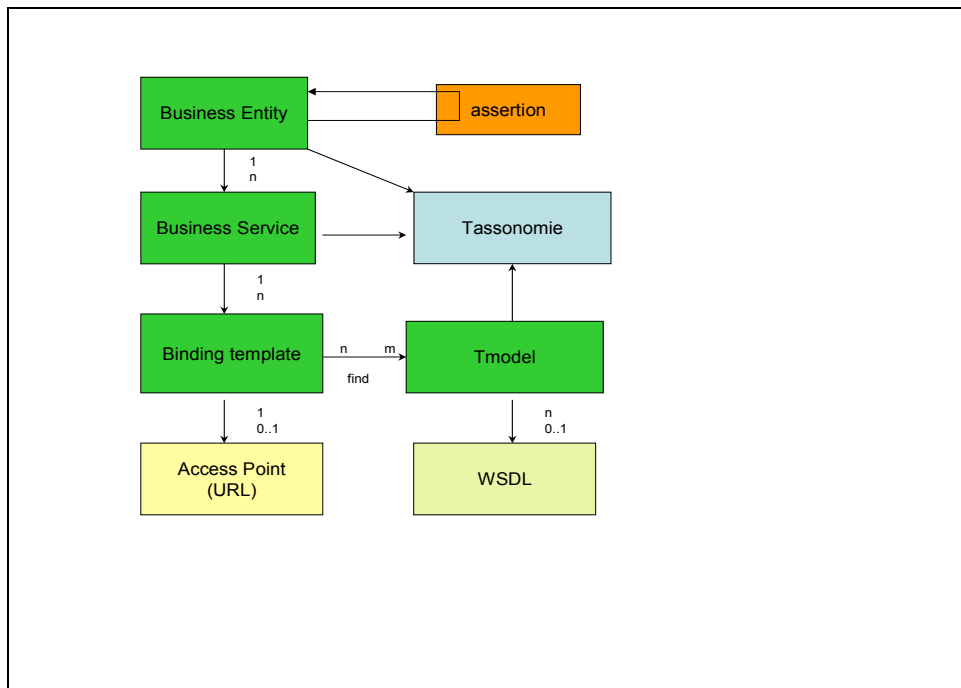 Business Entity
assertion
1
n
Business Service
Tassonomie
1
n
Binding template
n m
find
Tmodel
1
0..1
n
0..1
Access Point
(URL)
WSDL